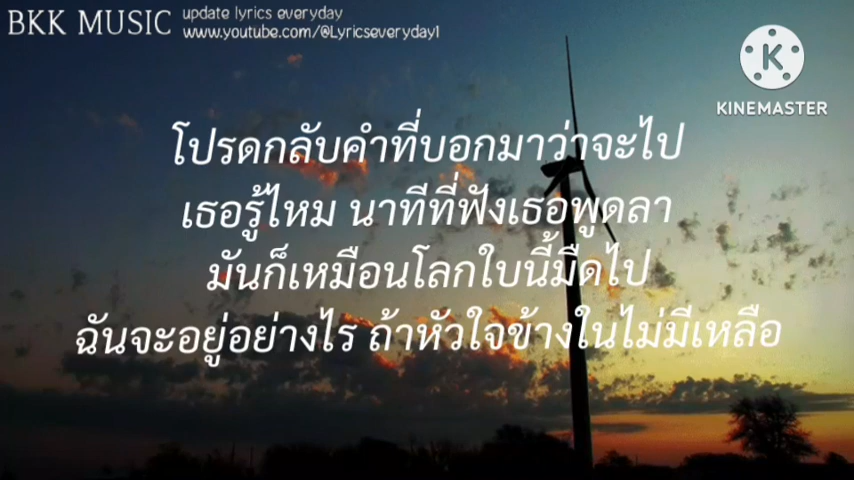 BKK MUSIC update lyrics everyday
www.youtube.com/@Lyricseveryday1
KINEMASTER
โปรดกลับคำที่บอกมาว่าจะไป
เธอรู้ไหม นาทีที่ฟังเธอพูดลา
มันก็เหมือนโลกใบนี้มืดไป
ฉันจะอยู่อย่างไร ถ้าหัวใจข้างในไม่มีเหลือ